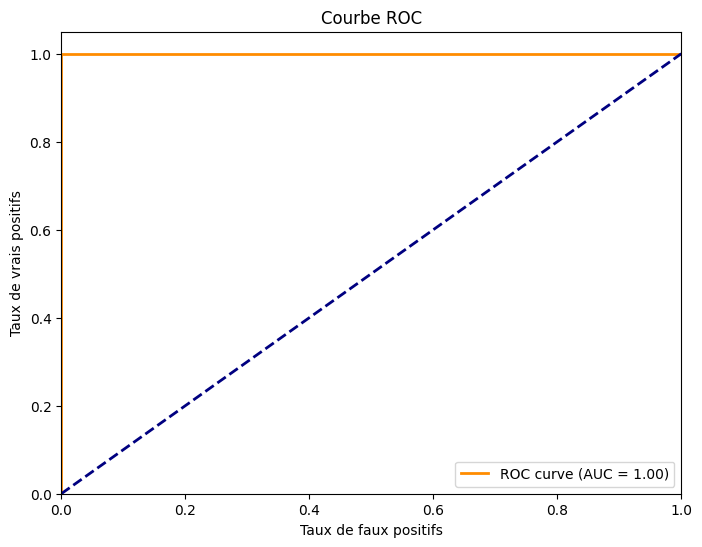 Courbe ROC
Taux de vrais positifs
1.0
0.8
0.6
0.4
0.2
0.0
ROC curve (AUC = 1.00)
0.0 0.2 0.4 0.6 0.8 1.0
Taux de faux positifs